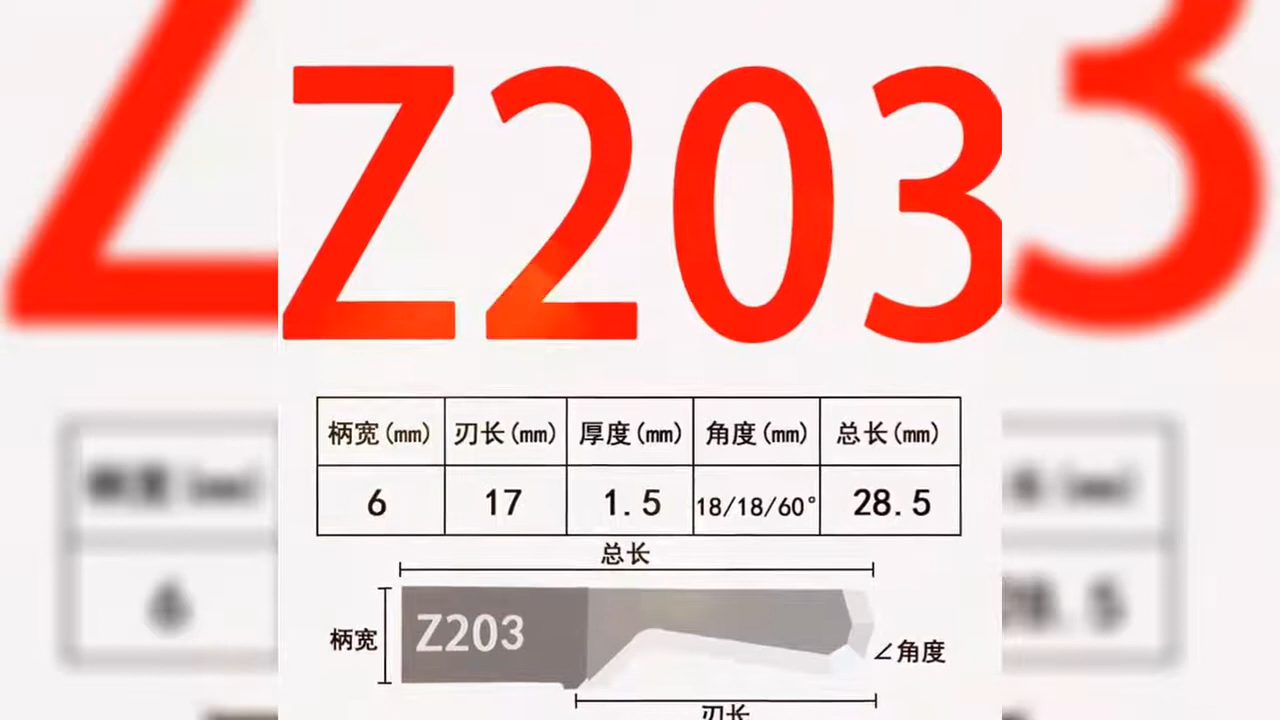 Z203
柄宽(mm) 刃长(mm) 厚度(mm) 角度(mm) 总长(mm)
6 17 1.5 18/18/60° 28.5
总长
柄宽 Z203 ∠角度
刃长